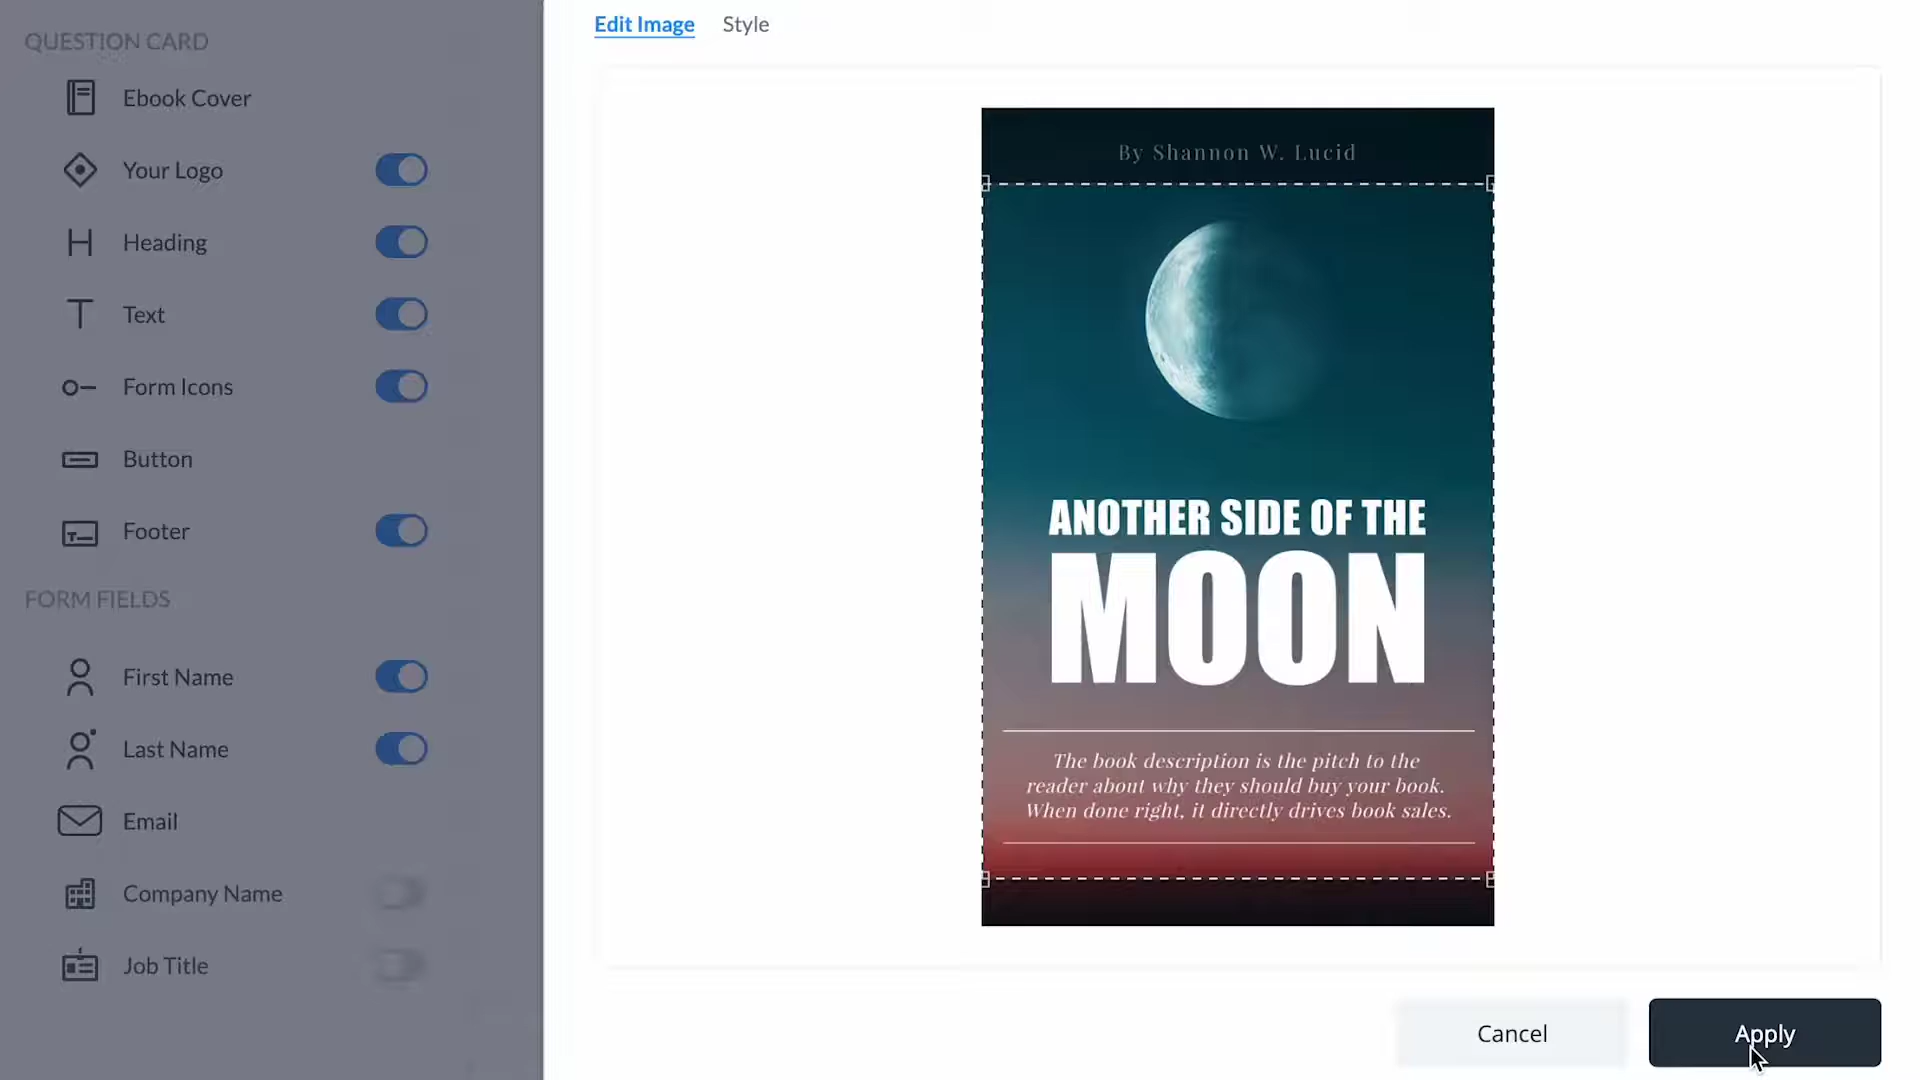 QUESTION CARD
Ebook Cover
Your Logo
Heading
Text
Form Icons
Button
Footer
FORM FIELDS
First Name
Last Name
Email
Company Name
Job Title
Edit Image Style
By Shannon W. Lucid
ANOTHER SIDE OF THE
MOON
The book description is the pitch to the
reader about why they should buy your book.
When done right, it directly drives book sales.
Cancel Apply